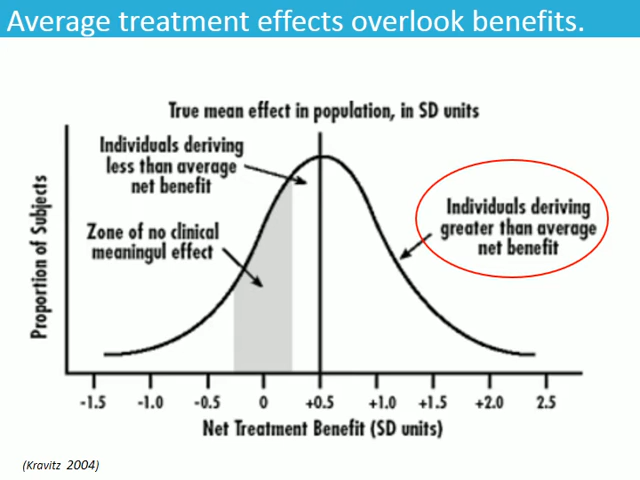 Average treatment effects overlook benefits.
True mean effect in population, in SD units
Individuals deriving
less than average
net benefit
Zone of no clinical
meaningul effect
Individuals deriving
greater than average
net benefit
Proportion of Subjects
-1.5 -1.0 -0.5 0 +0.5 +1.0 +1.5 +2.0 2.5
Net Treatment Benefit (SD units)
(Kravitz 2004)